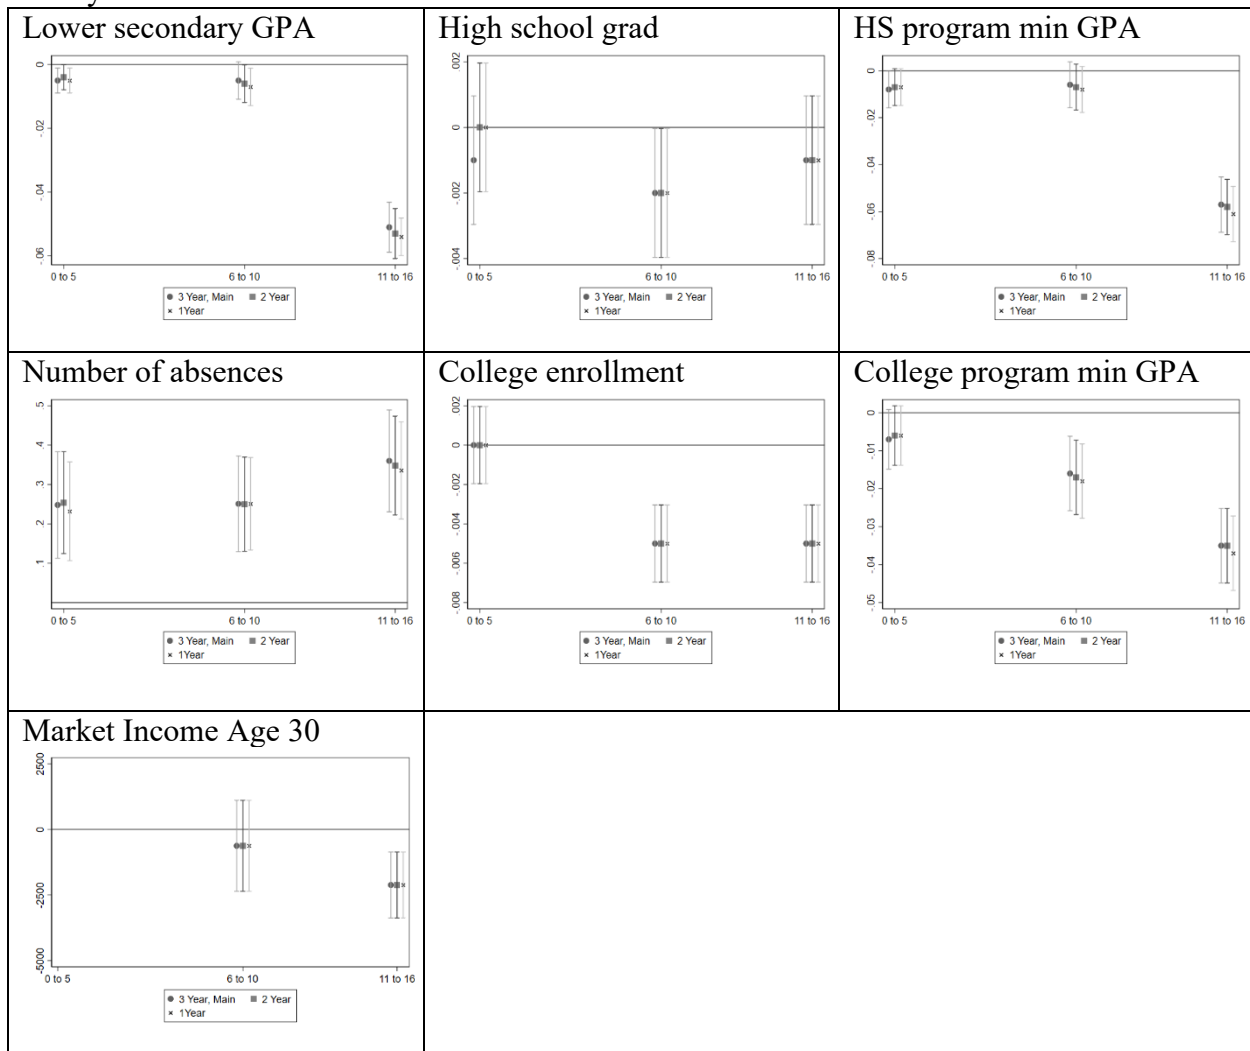 Lower secondary GPA
0
-.02
-.04
-.06
0 to 5
6 to 10
11 to 16
3 Year, Main
2 Year
1Year
High school grad
.002
0
-.002
-.004
0 to 5
6 to 10
11 to 16
3 Year, Main
2 Year
1Year
HS program min GPA
0
-.02
-.04
-.06
-.08
0 to 5
6 to 10
11 to 16
3 Year, Main
2 Year
1Year
Number of absences
.5
.4
.3
.2
.1
0 to 5
6 to 10
11 to 16
3 Year, Main
2 Year
1Year
College enrollment
.002
0
-.002
-.004
-.006
-.008
0 to 5
6 to 10
11 to 16
3 Year, Main
2 Year
1Year
College program min GPA
0
-.01
-.02
-.03
-.04
-.05
0 to 5
6 to 10
11 to 16
3 Year, Main
2 Year
1Year
Market Income Age 30
2500
0
-2500
-5000
0 to 5
6 to 10
11 to 16
3 Year, Main
2 Year
1Year